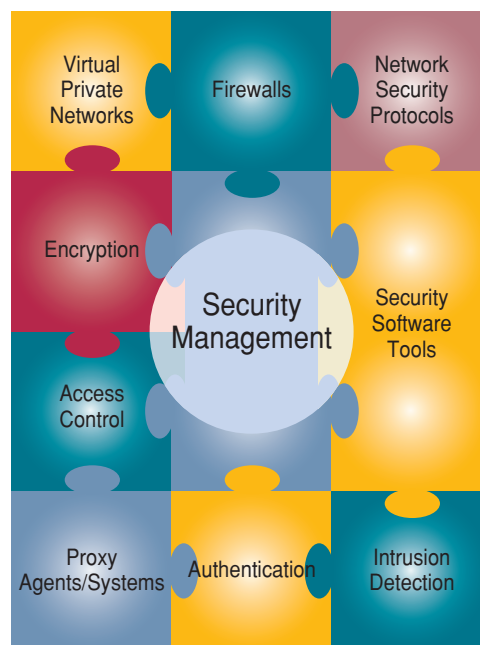 Virtual
Private
Networks
Firewalls
Network
Security
Protocols
Encryption
Security
Management
Security
Software
Tools
Access
Control
Proxy
Agents/Systems
Authentication
Intrusion
Detection